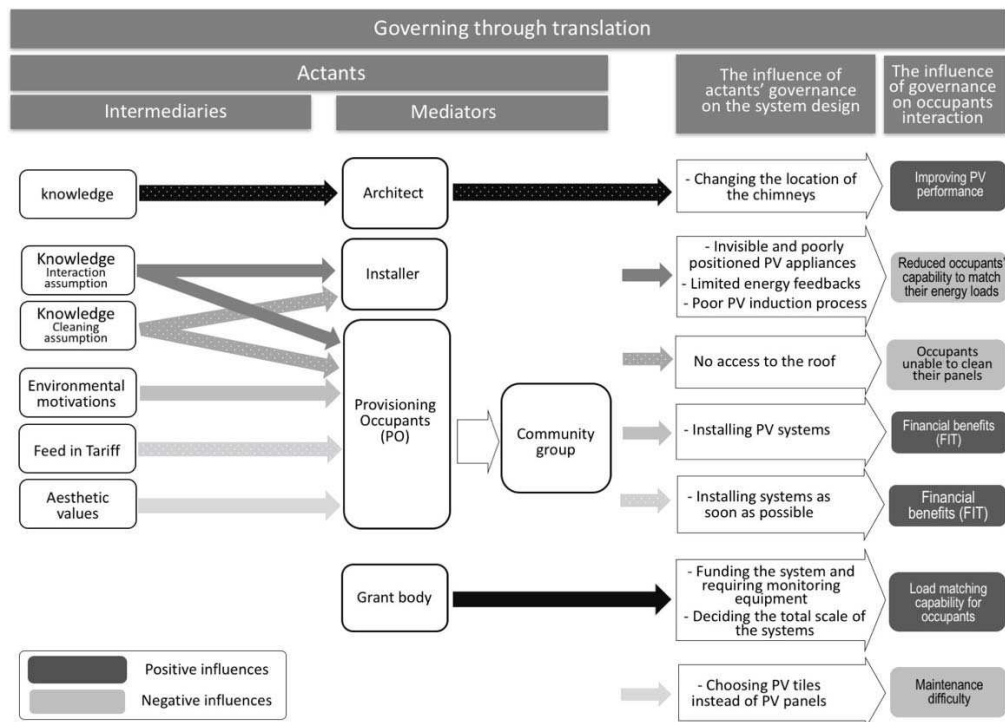 Governing through translation
Actants
Intermediaries
Mediators
The influence of
actants' governance
on the system design
The influence
of governance
on occupants
interaction
knowledge
Architect
- Changing the location of
the chimneys
Improving PV
performance
Knowledge
Interaction
assumption
Installer
- Invisible and poorly
positioned PV appliances
- Limited energy feedbacks
- Poor PV induction process
Reduced occupants'
capability to match
their energy loads
Knowledge
Cleaning
assumption
No access to the roof
Occupants
unable to clean
their panels
Environmental
motivations
Provisioning
Occupants
(PO)
Community
group
- Installing PV systems
Financial benefits
(FIT)
Feed in Tariff
Aesthetic
values
- Installing systems as
soon as possible
Financial
benefits (FIT)
Grant body
- Funding the system and
requiring monitoring
equipment
- Deciding the total scale of
the systems
Load matching
capability for
occupants
Positive influences
Negative influences
- Choosing PV tiles
instead of PV panels
Maintenance
difficulty